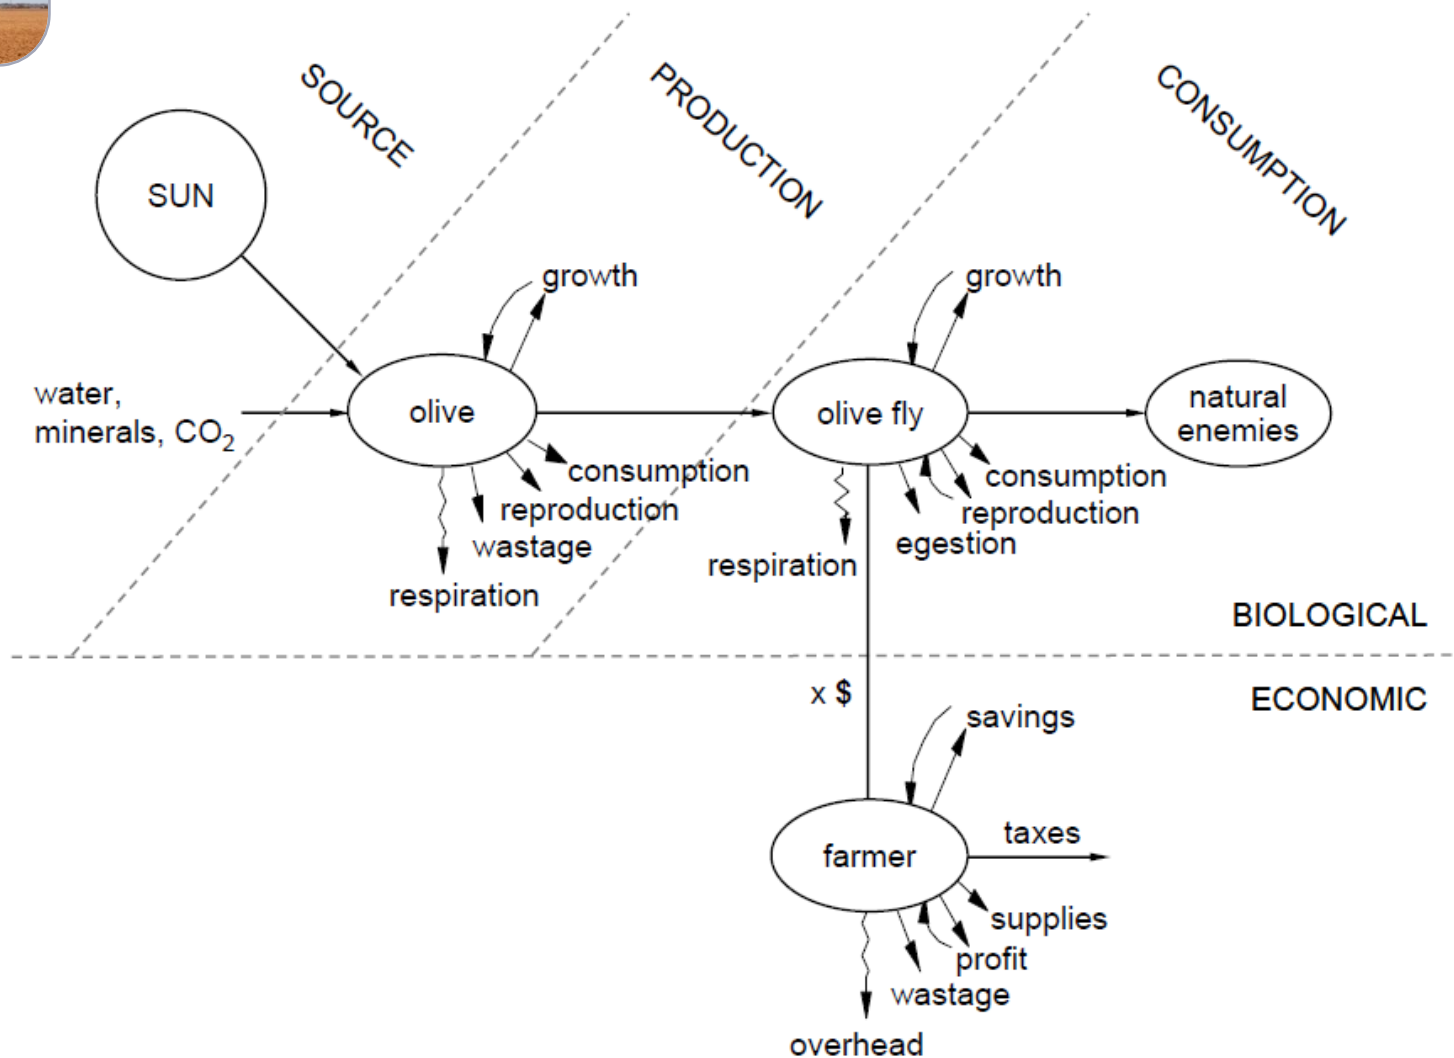 SOURCE
PRODUCTION
CONSUMPTION
SUN
growth
growth
water,
minerals, CO₂
olive
olive fly
natural
enemies
consumption
reproduction
wastage
respiration
consumption
reproduction
egestion
respiration
BIOLOGICAL
ECONOMIC
x $
savings
farmer
taxes
supplies
profit
wastage
overhead